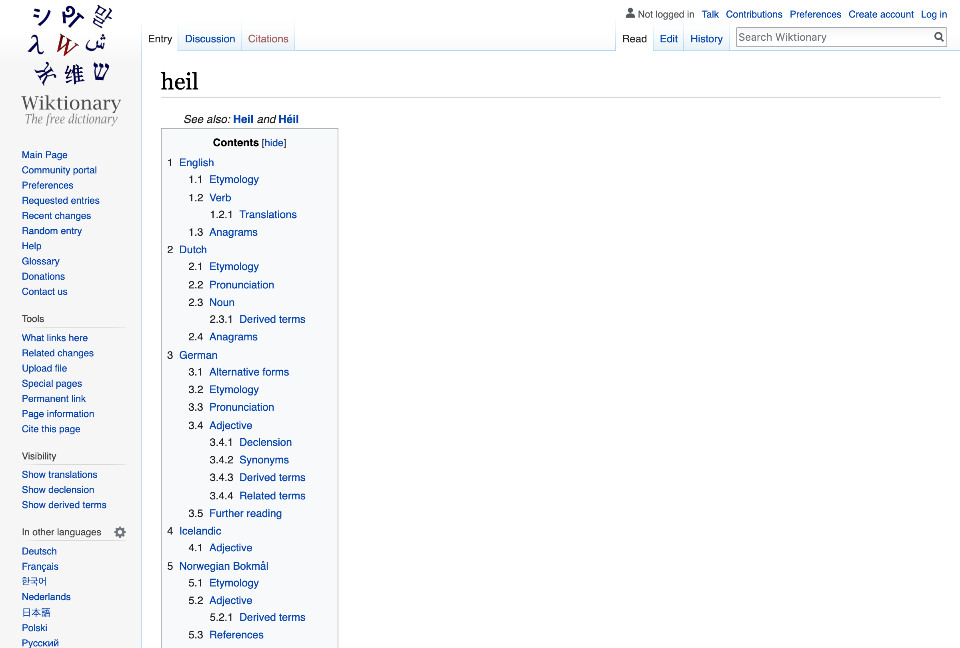 Not logged in Talk Contributions Preferences Create account Log in
Entry Discussion Citations
Read Edit History Search Wiktionary
Wiktionary
The free dictionary
Main Page
Community portal
Preferences
Requested entries
Recent changes
Random entry
Help
Glossary
Donations
Contact us
Tools
What links here
Related changes
Upload file
Special pages
Permanent link
Page information
Cite this page
Visibility
Show translations
Show declension
Show derived terms
In other languages
Deutsch
Français
한국어
Nederlands
日本語
Polski
Русский
heil
See also: Heil and Héil
Contents [hide]
1 English
1.1 Etymology
1.2 Verb
1.2.1 Translations
1.3 Anagrams
2 Dutch
2.1 Etymology
2.2 Pronunciation
2.3 Noun
2.3.1 Derived terms
2.4 Anagrams
3 German
3.1 Alternative forms
3.2 Etymology
3.3 Pronunciation
3.4 Adjective
3.4.1 Declension
3.4.2 Synonyms
3.4.3 Derived terms
3.4.4 Related terms
3.5 Further reading
4 Icelandic
4.1 Adjective
5 Norwegian Bokmål
5.1 Etymology
5.2 Adjective
5.2.1 Derived terms
5.3 References